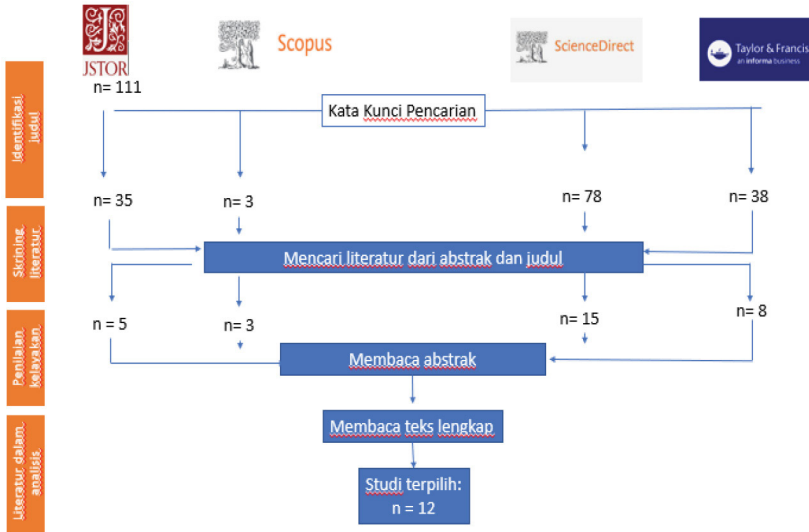 JSTOR
Scopus
ScienceDirect
Taylor & Francis
an informa business
n= 111
Kata Kunci Pencarian
Identifikasi
judul
n= 35
n= 3
n= 78
n= 38
Skrining
literatur
Mencari literatur dari abstrak dan judul
n = 5
n= 3
n= 15
n= 8
Penilaian
kelayakan
Membaca abstrak
Membaca teks lengkap
Literatur dalam
analisis
Studi terpilih:
n = 12